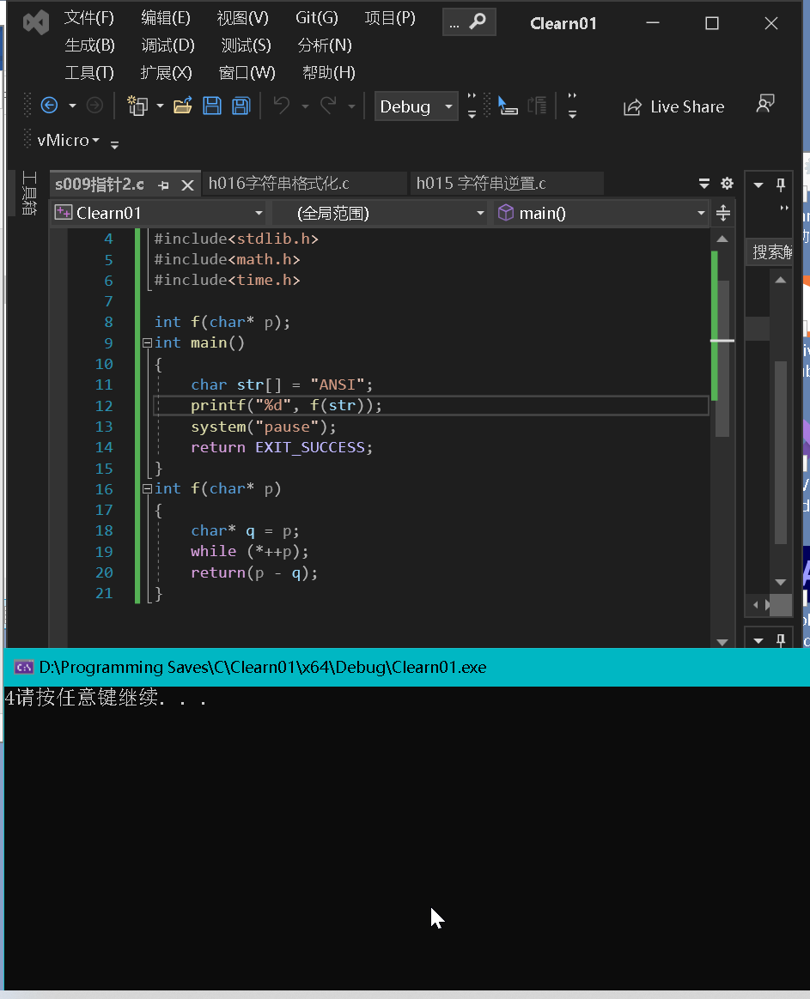 文件(F) 编辑(E) 视图(V) Git(G) 项目(P) ... Clearn01
生成(B) 调试(D) 测试(S) 分析(N)
工具(T) 扩展(X) 窗口(W) 帮助(H)
Debug Live Share
vMicro
工具箱
s009指针2.c h016字符串格式化.c h015 字符串逆置.c
Clearn01 (全局范围) main()
搜索解
4 #include<stdlib.h>
5 #include<math.h>
6 #include<time.h>
7
8 int f(char* p);
9 int main()
10 {
11 char str[] = "ANSI";
12 printf("%d", f(str));
13 system("pause");
14 return EXIT_SUCCESS;
15 }
16 int f(char* p)
17 {
18 char* q = p;
19 while (*++p);
20 return(p - q);
21 }
D:\Programming Saves\C\Clearn01\x64\Debug\Clearn01.exe
4请按任意键继续. . .